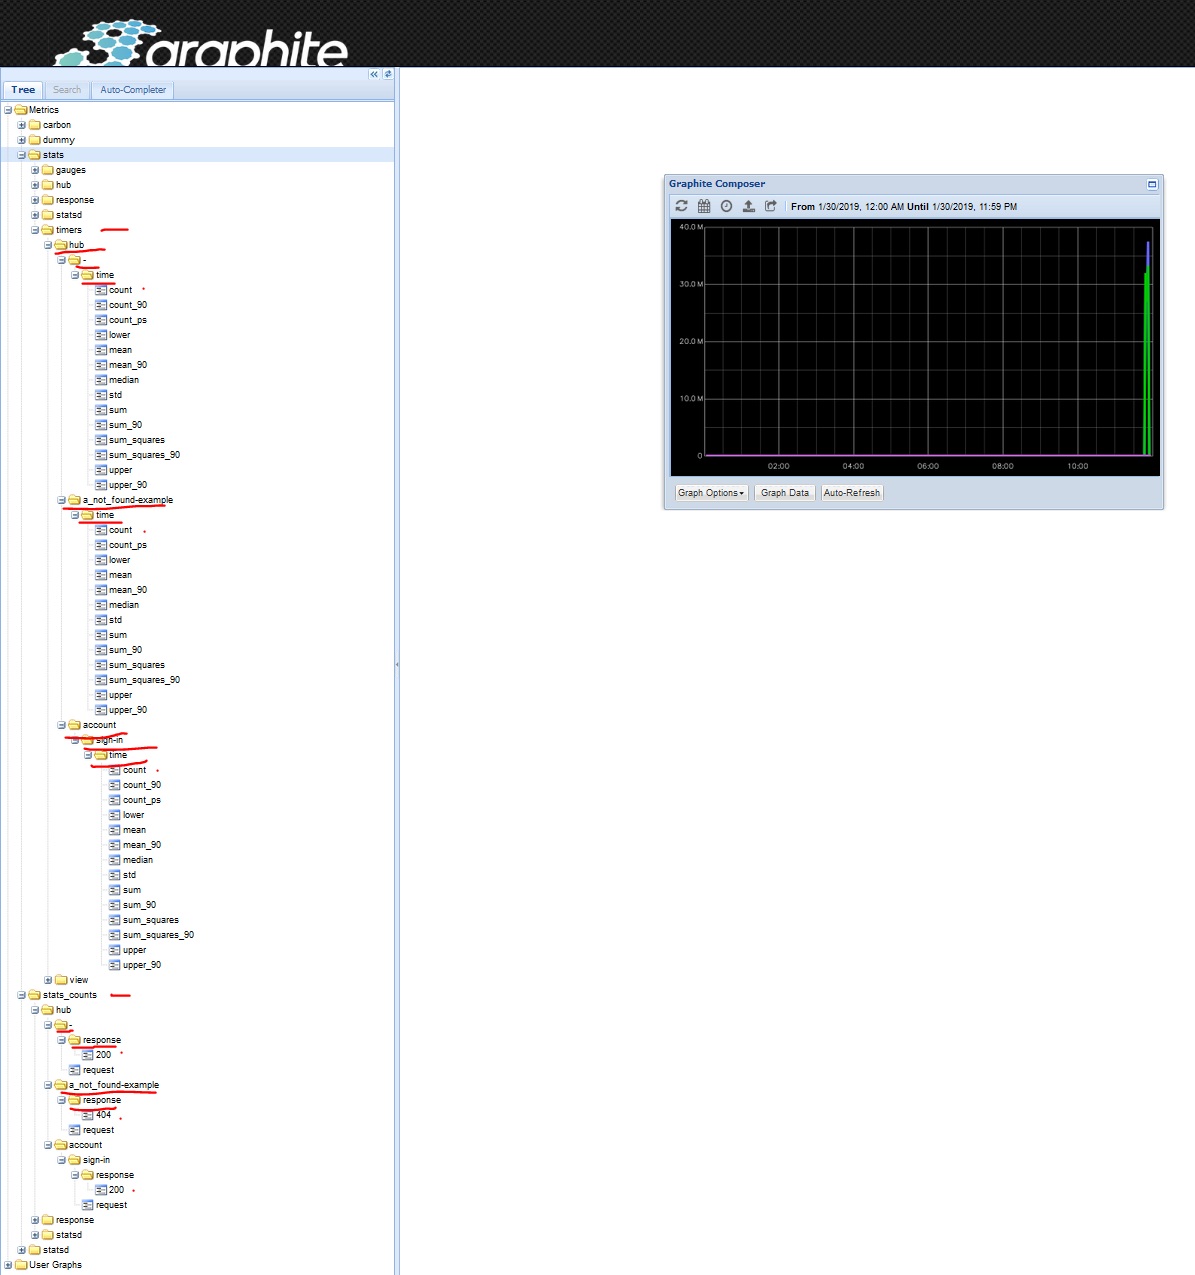 graphite
Tree Search Auto-Completer
Metrics
carbon
dummy
stats
gauges
hub
response
statsd
timers
hub
-
time
count
count_90
count_ps
lower
mean
mean_90
median
std
sum
sum_90
sum_squares
sum_squares_90
upper
upper_90
a_not_found-example
time
count
count_ps
lower
mean
mean_90
median
std
sum
sum_90
sum_squares
sum_squares_90
upper
upper_90
account
sign-in
time
count
count_90
count_ps
lower
mean
mean_90
median
std
sum
sum_90
sum_squares
sum_squares_90
upper
upper_90
view
stats_counts
hub
-
response
200
request
a_not_found-example
response
404
request
account
sign-in
response
200
request
response
statsd
statsd
User Graphs
Graphite Composer
From 1/30/2019, 12:00 AM Until 1/30/2019, 11:59 PM
40.0 M
30.0 M
20.0 M
10.0 M
0
02:00 04:00 06:00 08:00 10:00
Graph Options Graph Data Auto-Refresh